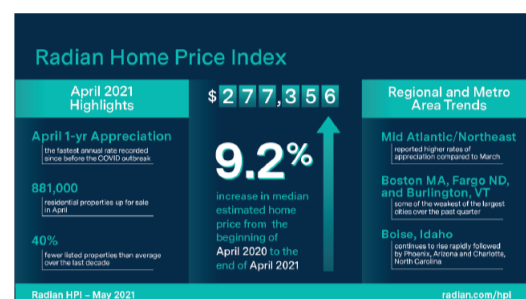 Radian Home Price Index
April 2021
Highlights
April 1-yr Appreciation
the fastest annual rate recorded
since before the COVID outbreak
881,000
residential properties up for sale
in April
40%
fewer listed properties than average
over the last decade
$277,356
9.2%
increase in median
estimated home
price from the
beginning of
April 2020 to the
end of April 2021
Regional and Metro
Area Trends
Mid Atlantic/Northeast
reported higher rates of
appreciation compared to March
Boston MA, Fargo ND,
and Burlington, VT
some of the weakest of the largest
cities over the past quarter
Boise, Idaho
continues to rise rapidly followed
by Phoenix, Arizona and Charlotte,
North Carolina
Radian HPI – May 2021
radian.com/hpi